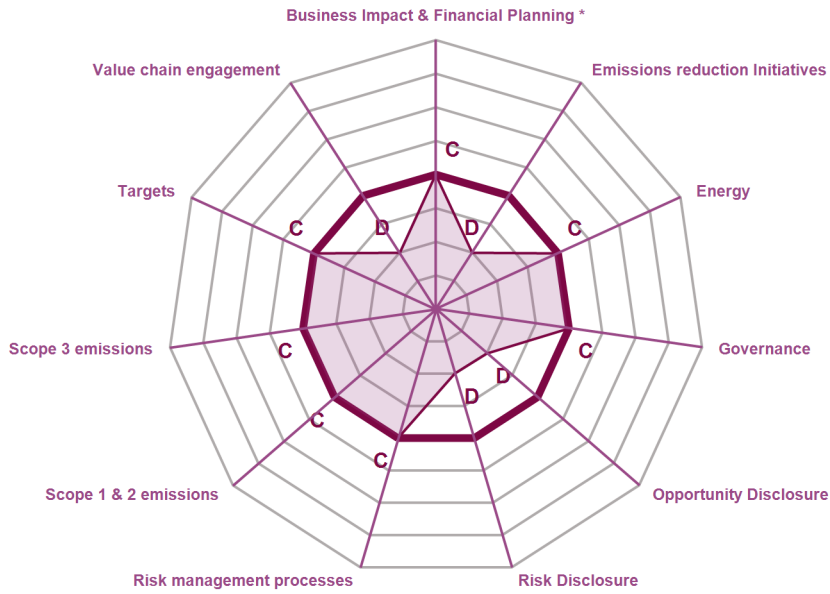 Business Impact & Financial Planning *
Value chain engagement
Emissions reduction Initiatives
C
Targets
Energy
C
D
D
C
Scope 3 emissions
Governance
C
C
D
D
C
C
Scope 1 & 2 emissions
Opportunity Disclosure
Risk management processes
Risk Disclosure